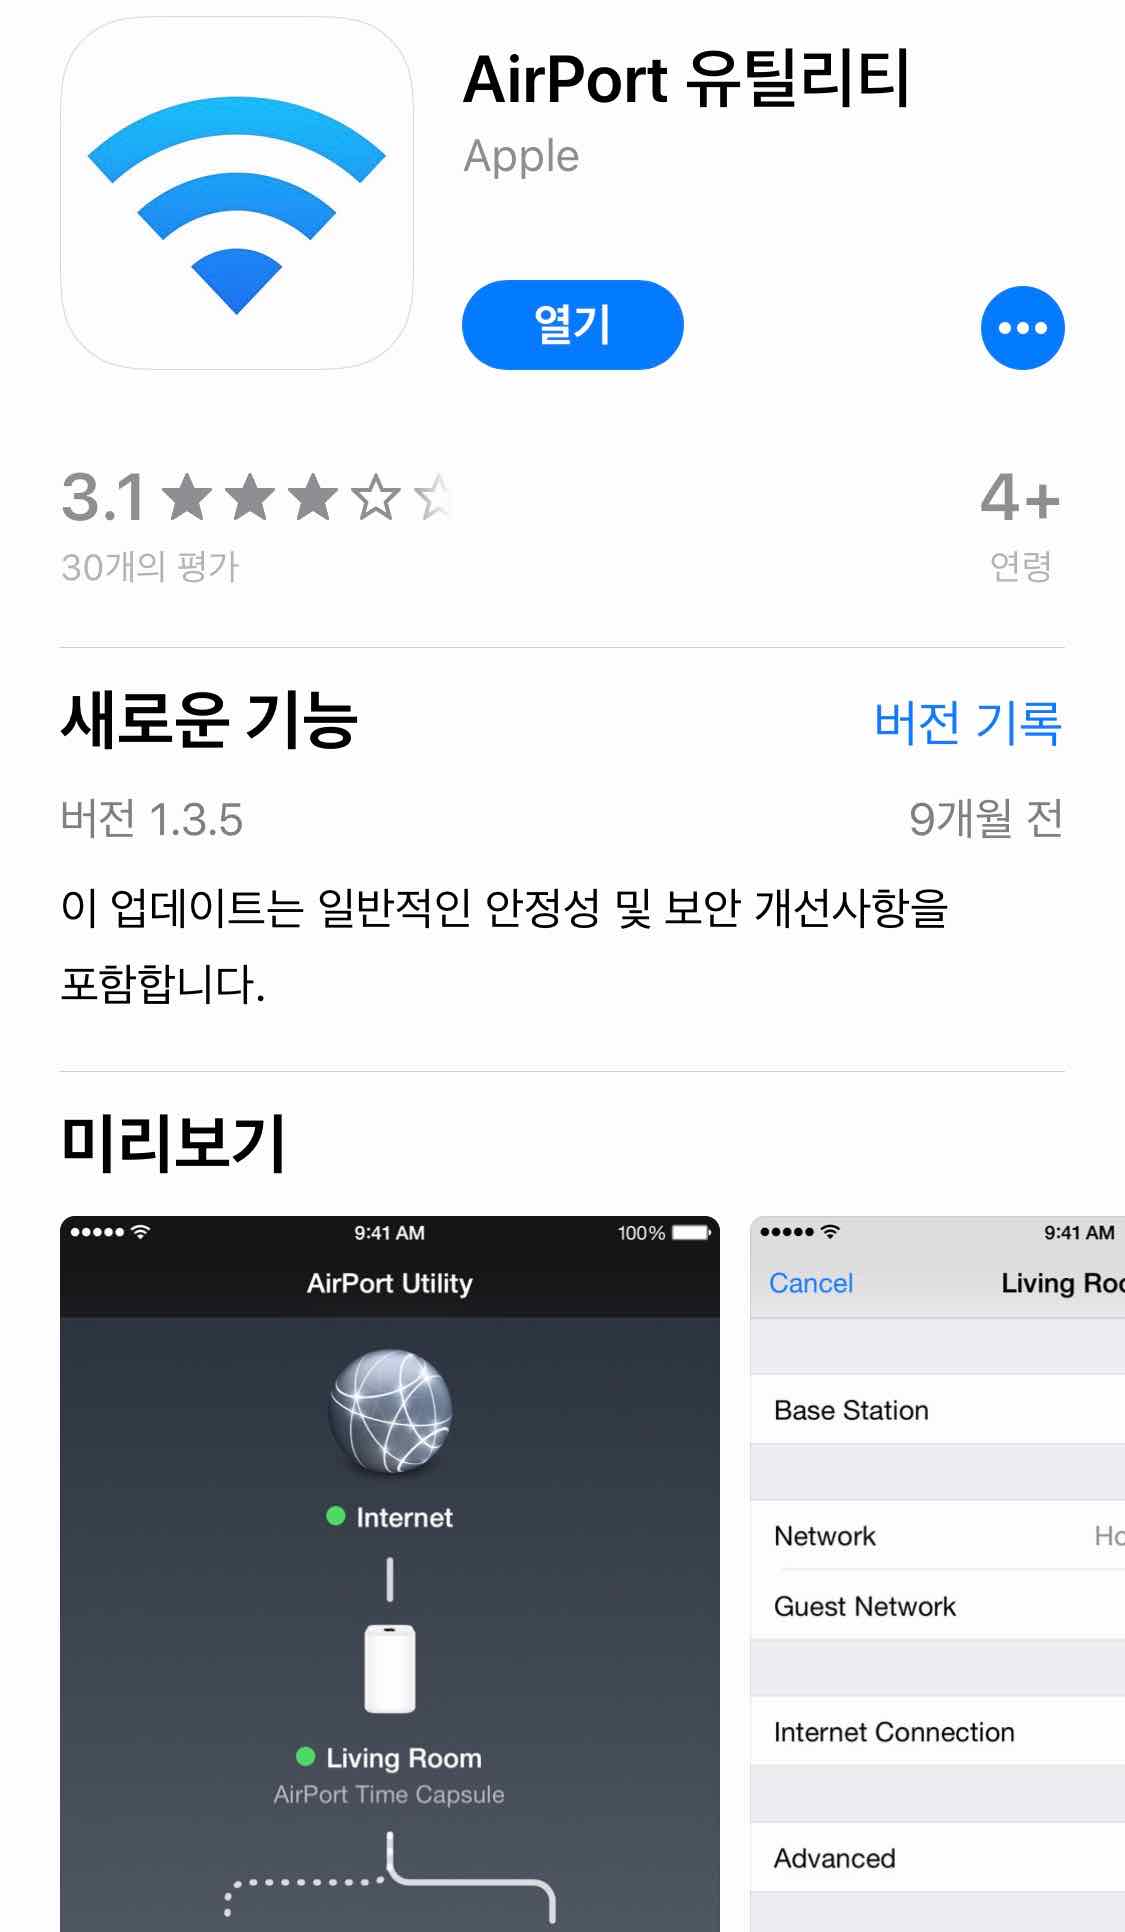 AirPort 유틸리티
Apple
열기
3.1
4+
30개의 평가
연령
새로운 기능
버전 기록
버전 1.3.5
9개월 전
이 업데이트는 일반적인 안정성 및 보안 개선사항을
포함합니다.
미리보기
9:41 AM
100%
AirPort Utility
Internet
Living Room
AirPort Time Capsule
9:41 AM
Cancel
Living
Base Station
Network
Guest Network
Internet Connection
Advanced